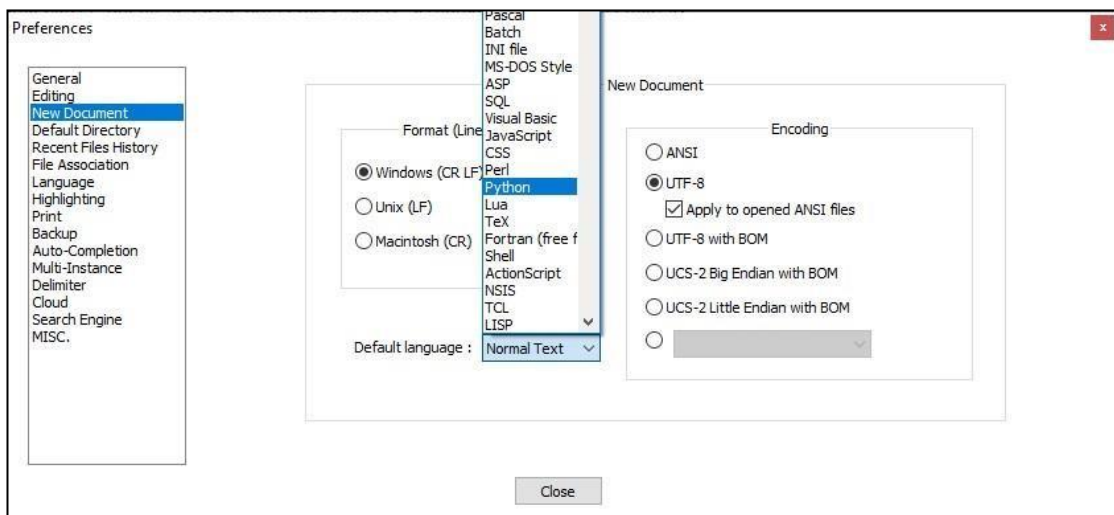 Preferences
x
General
Editing
New Document
Default Directory
Recent Files History
File Association
Language
Highlighting
Print
Backup
Auto-Completion
Multi-Instance
Delimiter
Cloud
Search Engine
MISC.
New Document
Format (Line
Windows (CR LF)
Unix (LF)
Macintosh (CR)
Pascal
Batch
INI file
MS-DOS Style
ASP
SQL
Visual Basic
JavaScript
CSS
Perl
Python
Lua
TeX
Fortran (free f
Shell
ActionScript
NSIS
TCL
LISP
Default language : Normal Text
Encoding
ANSI
UTF-8
Apply to opened ANSI files
UTF-8 with BOM
UCS-2 Big Endian with BOM
UCS-2 Little Endian with BOM
Close